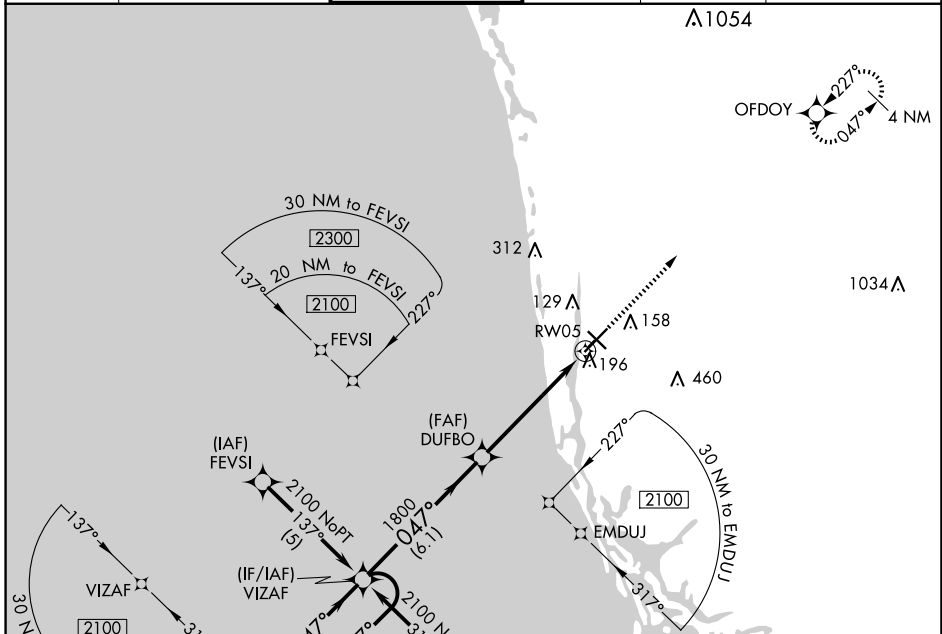 1054
227°
OFDOY
047°
4 NM
30 NM to FEVSI
2300
312
137°
20 NM to FEVSI
227°
1034
2100
129
158
RW05
FEVSI
196
460
(FAF)
DUFBO
227°
(IAF)
FEVSI
30 NM to EMDUJ
2100 NoPT
137°
(5)
1800
047°
(6.1)
2100
137°
EMDUJ
(IF/IAF)
VIZAF
VIZAF
317°
30 N
2100
2100 N